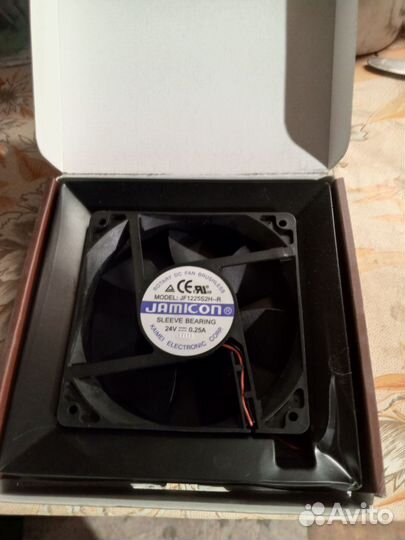 ROTARY DC FAN BRUSHLESS
MODEL: JF1225S2H-R
CE
JAMICON ®
SLEEVE BEARING
24V 0.25A
KAIMEI ELECTRONIC CORP.
Avito